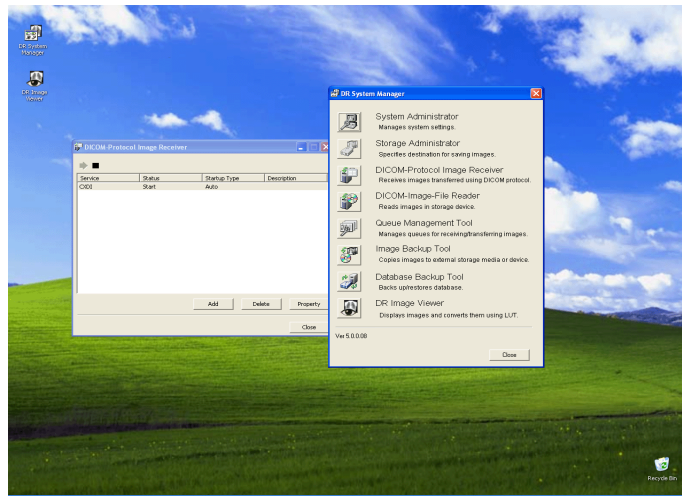 DR System
Manager
DR Image
Viewer
DICOM-Protocol Image Receiver
Service Status Startup Type Description
CXDI Start Auto
Add Delete Property
Close
DR System Manager
System Administrator
Manages system settings.
Storage Administrator
Specifies destination for saving images.
DICOM-Protocol Image Receiver
Receives images transferred using DICOM protocol.
DICOM-Image-File Reader
Reads images in storage device.
Queue Management Tool
Manages queues for receiving/transferring images.
Image Backup Tool
Copies images to external storage media or device.
Database Backup Tool
Backs up/restores database.
DR Image Viewer
Displays images and converts them using LUT.
Ver 5.0.0.08
Close
Recycle Bin